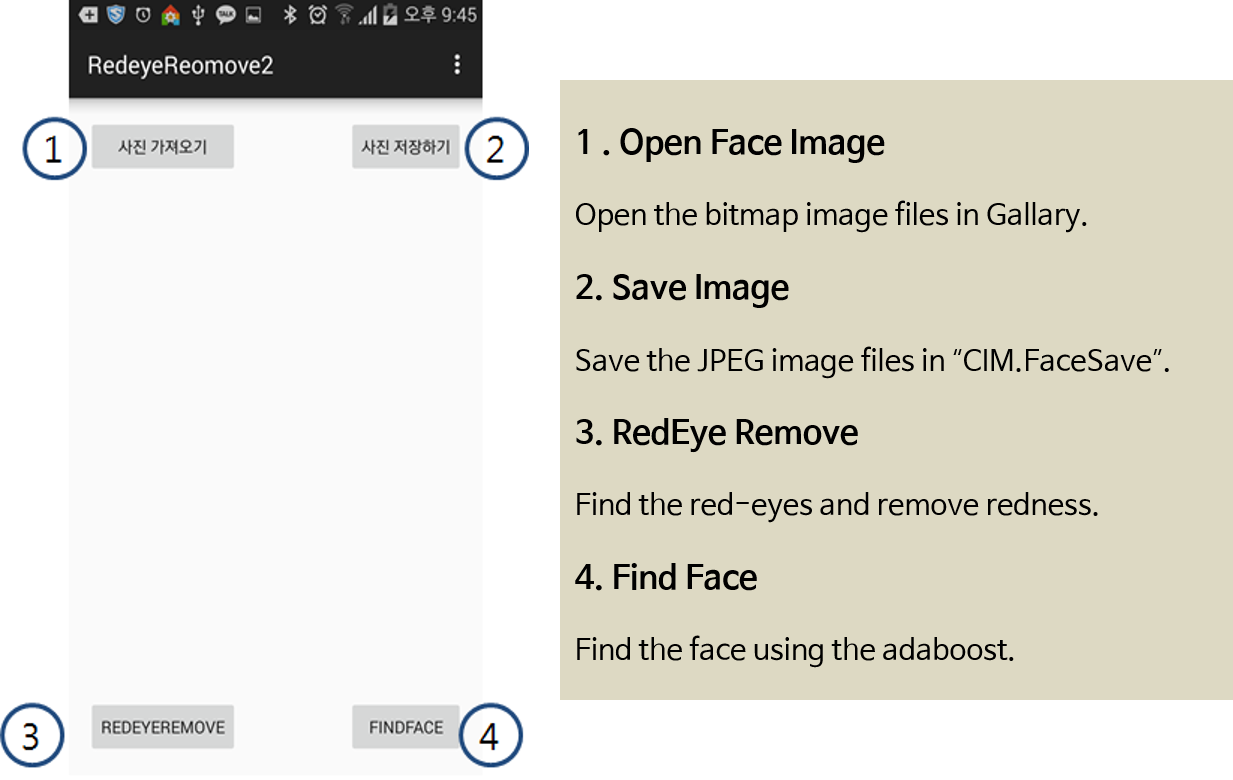 TALK 오후 9:45
RedeyeReomove2
1 사진 가져오기 사진 저장하기 2
3 REDEYEREMOVE FINDFACE 4
1 . Open Face Image
Open the bitmap image files in Gallary.
2. Save Image
Save the JPEG image files in “CIM.FaceSave”.
3. RedEye Remove
Find the red-eyes and remove redness.
4. Find Face
Find the face using the adaboost.